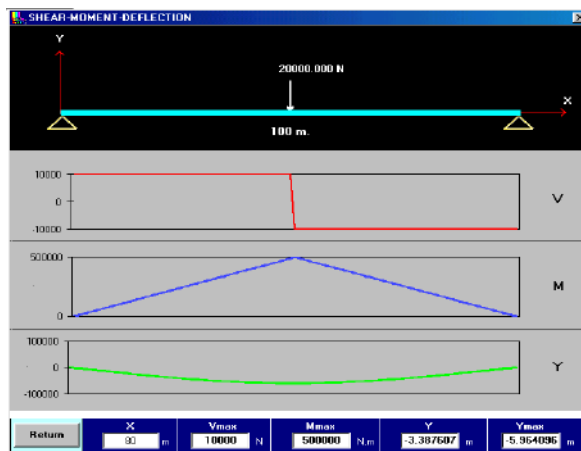 SHEAR-MOMENT-DEFLECTION
Y
20000.000 N
X
100 m.
10000
0
-10000
V
500000
0
M
100000
0
-100000
Y
Return
X
80 m
Vmax
10000 N
Mmax
500000 N.m
Y
-3.387607 m
Ymax
-5.964096 m